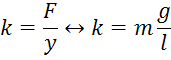 k = F/y ↔ k = m g/l